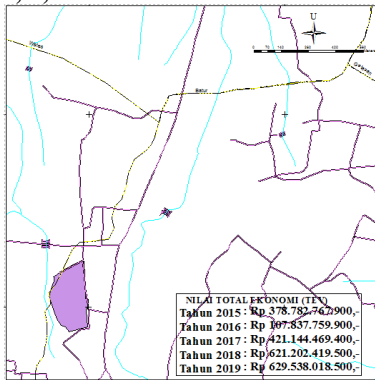 U
Batur
NILAI TOTAL EKONOMI (TEV)
Tahun 2015 : Rp 378.782.767.900,-
Tahun 2016 : Rp 107.837.759.900,-
Tahun 2017 : Rp 421.144.469.400,-
Tahun 2018 : Rp 621.202.419.500,-
Tahun 2019 : Rp 629.538.018.500,-